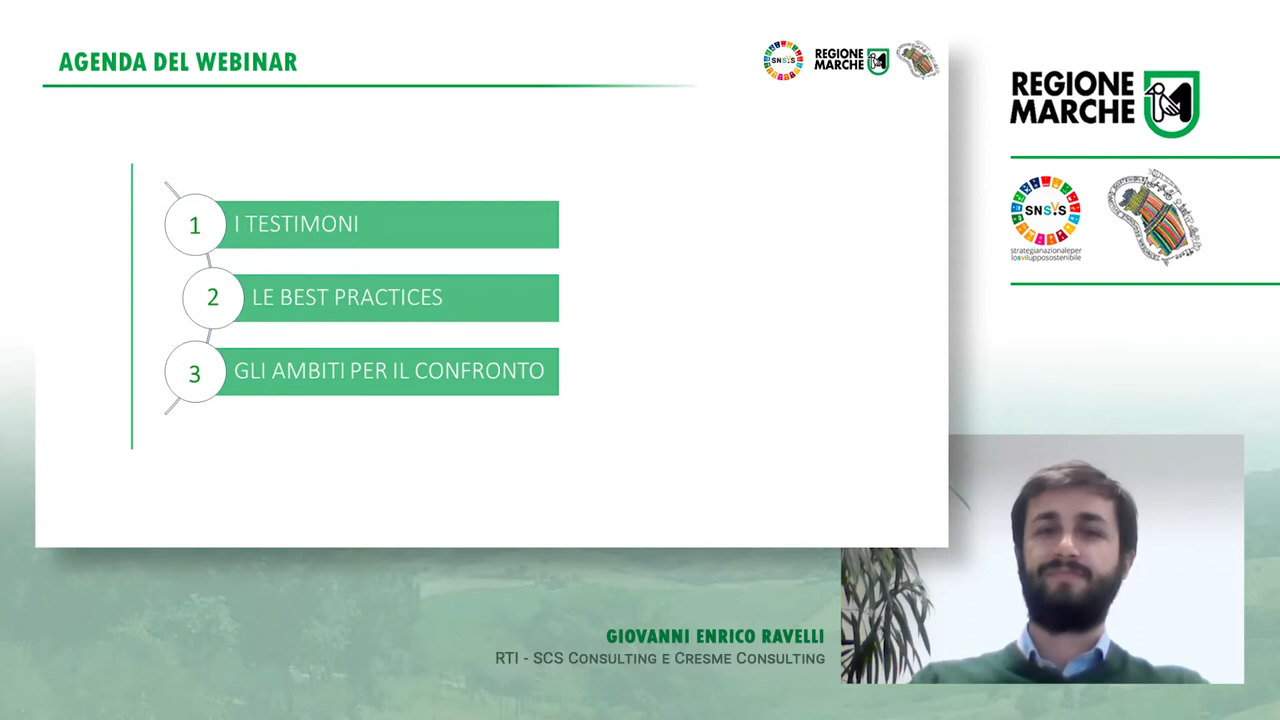 AGENDA DEL WEBINAR
SNSVS
REGIONE
MARCHE
1
I TESTIMONI
2
LE BEST PRACTICES
3
GLI AMBITI PER IL CONFRONTO
REGIONE
MARCHE
SNSVS
strategianazionaleper
losvilupposostenibile
GIOVANNI ENRICO RAVELLI
RTI - SCS CONSULTING E CRESME CONSULTING